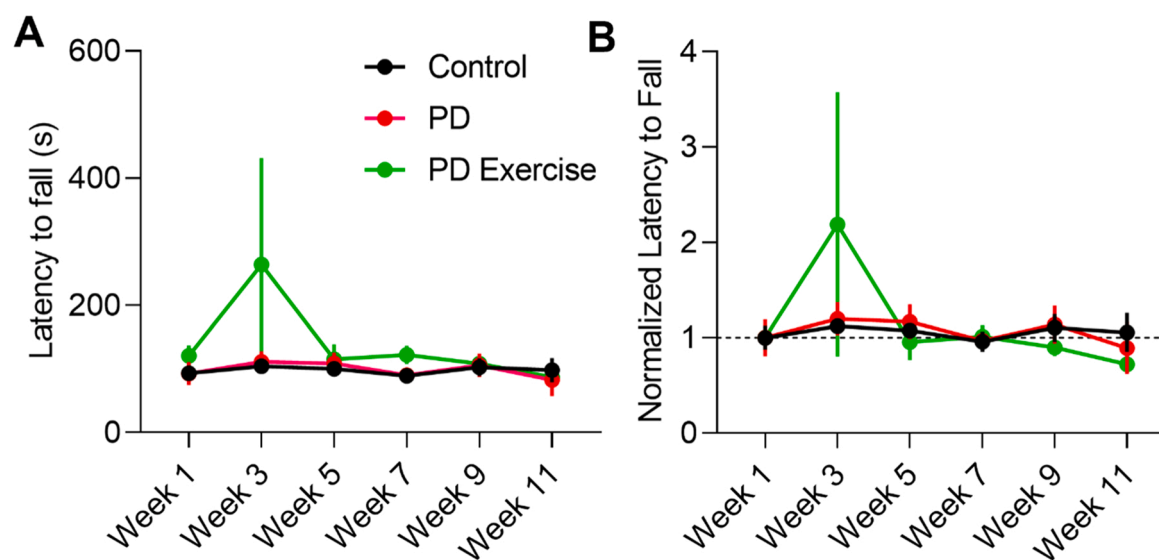 A
Latency to fall (s)
600
400
200
0
Control
PD
PD Exercise
Week 1
Week 3
Week 5
Week 7
Week 9
Week 11
B
Normalized Latency to Fall
4
3
2
1
0
Week 1
Week 3
Week 5
Week 7
Week 9
Week 11